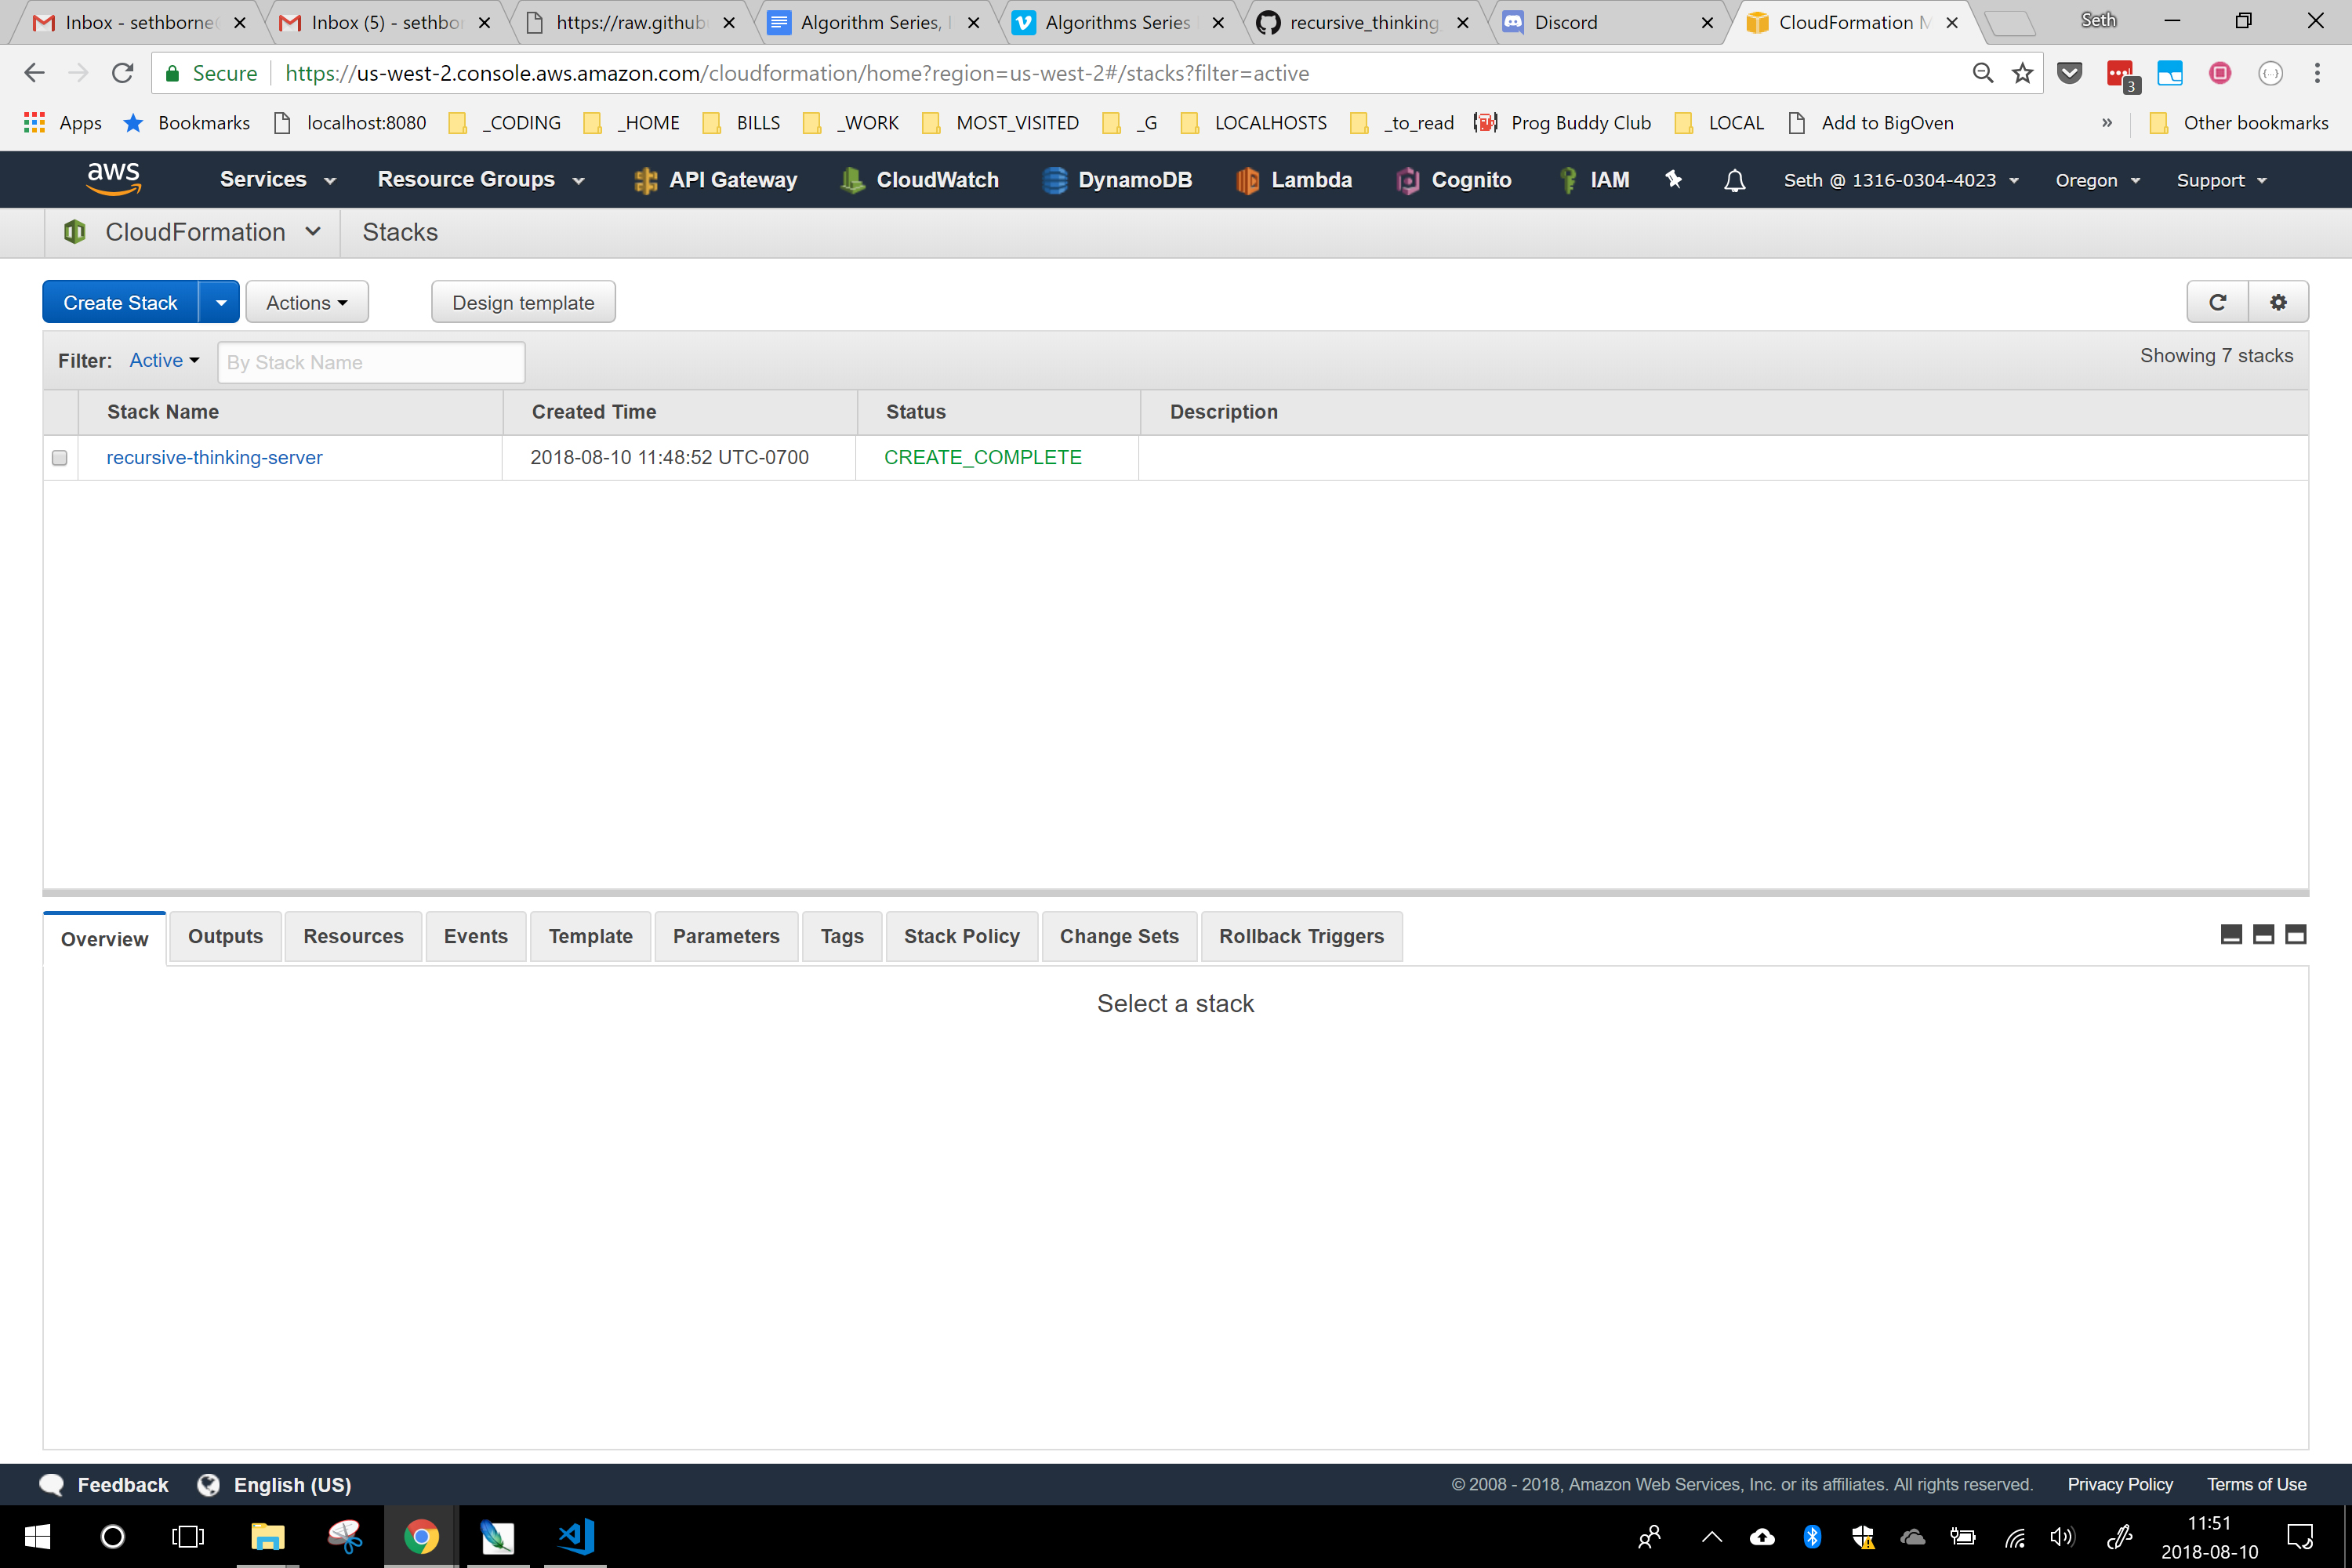 Inbox - sethborne
Inbox (5) - sethbor
https://raw.githubu
Algorithm Series,
Algorithms Series
recursive_thinking_
Discord
CloudFormation M
Seth
Secure
https://us-west-2.console.aws.amazon.com/cloudformation/home?region=us-west-2#/stacks?filter=active
3
Apps
Bookmarks
localhost:8080
_CODING
_HOME
BILLS
_WORK
MOST_VISITED
_G
LOCALHOSTS
_to_read
Prog Buddy Club
LOCAL
Add to BigOven
»
Other bookmarks
aws
Services
Resource Groups
API Gateway
CloudWatch
DynamoDB
Lambda
Cognito
IAM
Seth @ 1316-0304-4023
Oregon
Support
CloudFormation
Stacks
Create Stack
Actions
Design template
Filter: Active
By Stack Name
Showing 7 stacks
Stack Name
Created Time
Status
Description
recursive-thinking-server
2018-08-10 11:48:52 UTC-0700
CREATE_COMPLETE
Overview
Outputs
Resources
Events
Template
Parameters
Tags
Stack Policy
Change Sets
Rollback Triggers
Select a stack
Feedback
English (US)
© 2008 - 2018, Amazon Web Services, Inc. or its affiliates. All rights reserved.
Privacy Policy
Terms of Use
11:51
2018-08-10